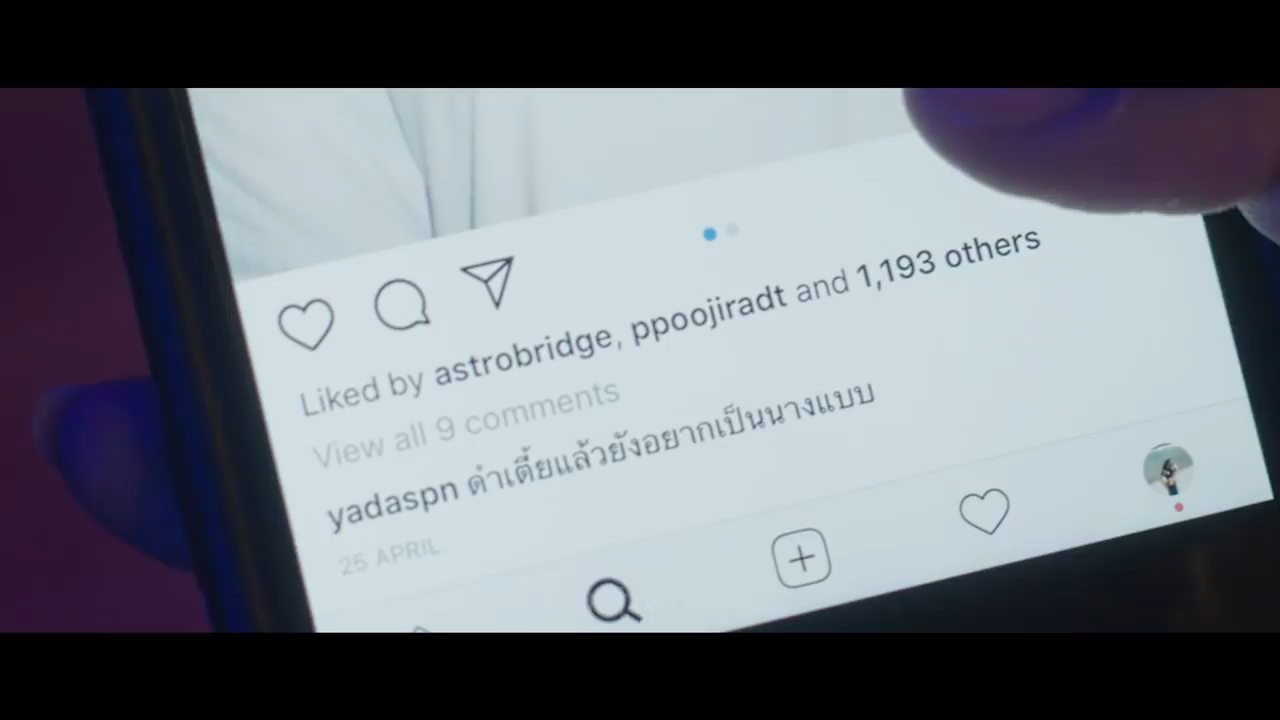 Liked by astrobridge, ppoojiradt and 1,193 others
View all 9 comments
yadaspn ดำเตี้ยแล้วยังอยากเป็นนางแบบ
25 APRIL